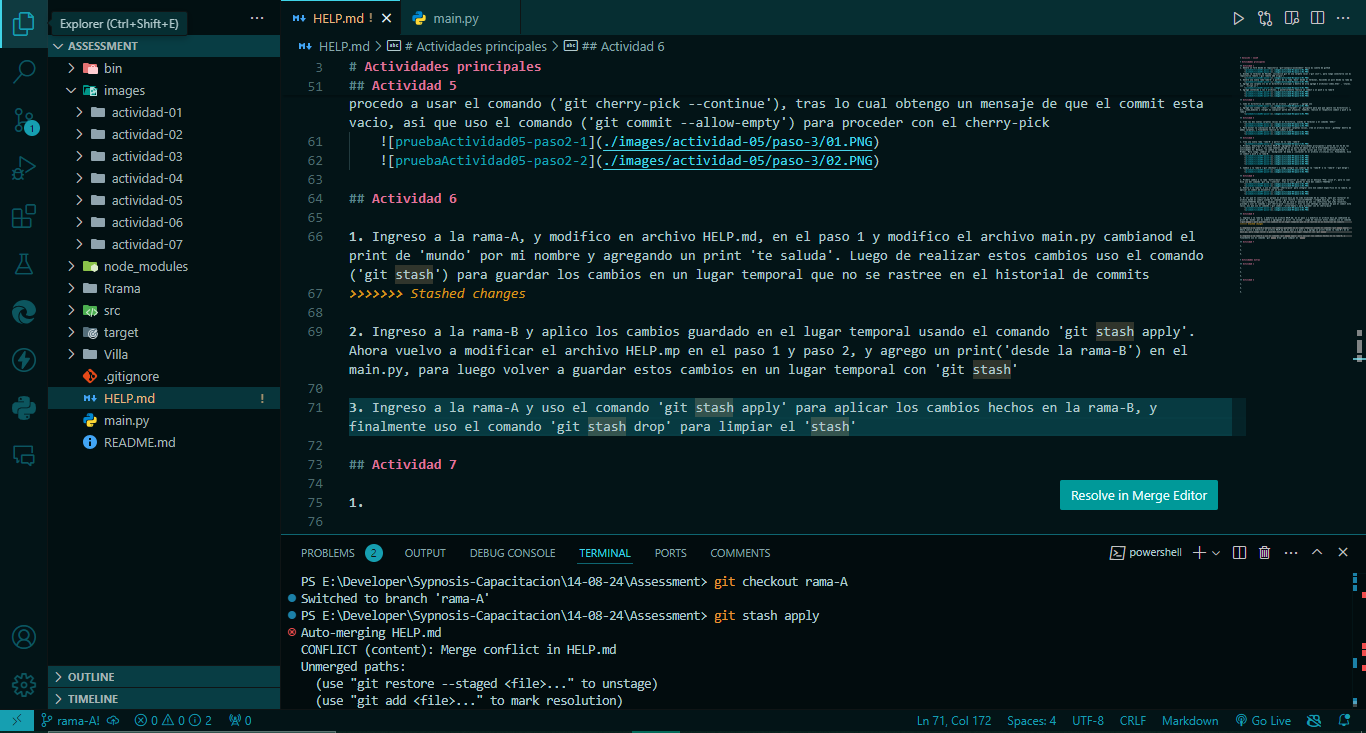 Explorer (Ctrl+Shift+E)
HELP.md !
main.py
ASSESSMENT
HELP.md > # Actividades principales > ## Actividad 6
bin
images
actividad-01
actividad-02
actividad-03
actividad-04
actividad-05
actividad-06
actividad-07
node_modules
Rrama
src
target
Villa
.gitignore
HELP.md !
main.py
README.md
OUTLINE
TIMELINE
3 # Actividades principales
51 ## Actividad 5
procedo a usar el comando ('git cherry-pick --continue'), tras lo cual obtengo un mensaje de que el commit esta
vacio, asi que uso el comando ('git commit --allow-empty') para proceder con el cherry-pick
61 ![pruebaActividad05-paso2-1](./images/actividad-05/paso-3/01.PNG)
62 ![pruebaActividad05-paso2-2](./images/actividad-05/paso-3/02.PNG)
63
64 ## Actividad 6
65
66 1. Ingreso a la rama-A, y modifico en archivo HELP.md, en el paso 1 y modifico el archivo main.py cambianod el
print de 'mundo' por mi nombre y agregando un print 'te saluda'. Luego de realizar estos cambios uso el comando
('git stash') para guardar los cambios en un lugar temporal que no se rastree en el historial de commits
67 >>>>>>> Stashed changes
68
69 2. Ingreso a la rama-B y aplico los cambios guardado en el lugar temporal usando el comando 'git stash apply'.
Ahora vuelvo a modificar el archivo HELP.mp en el paso 1 y paso 2, y agrego un print('desde la rama-B') en el
main.py, para luego volver a guardar estos cambios en un lugar temporal con 'git stash'
70
71 3. Ingreso a la rama-A y uso el comando 'git stash apply' para aplicar los cambios hechos en la rama-B, y
finalmente uso el comando 'git stash drop' para limpiar el 'stash'
72
73 ## Actividad 7
74
75 1.
76
Resolve in Merge Editor
PROBLEMS 2 OUTPUT DEBUG CONSOLE TERMINAL PORTS COMMENTS
powershell
PS E:\Developer\Sypnosis-Capacitacion\14-08-24\Assessment> git checkout rama-A
Switched to branch 'rama-A'
PS E:\Developer\Sypnosis-Capacitacion\14-08-24\Assessment> git stash apply
Auto-merging HELP.md
CONFLICT (content): Merge conflict in HELP.md
Unmerged paths:
(use "git restore --staged <file>..." to unstage)
(use "git add <file>..." to mark resolution)
1
rama-A! 0 0 2 0
Ln 71, Col 172 Spaces: 4 UTF-8 CRLF Markdown Go Live